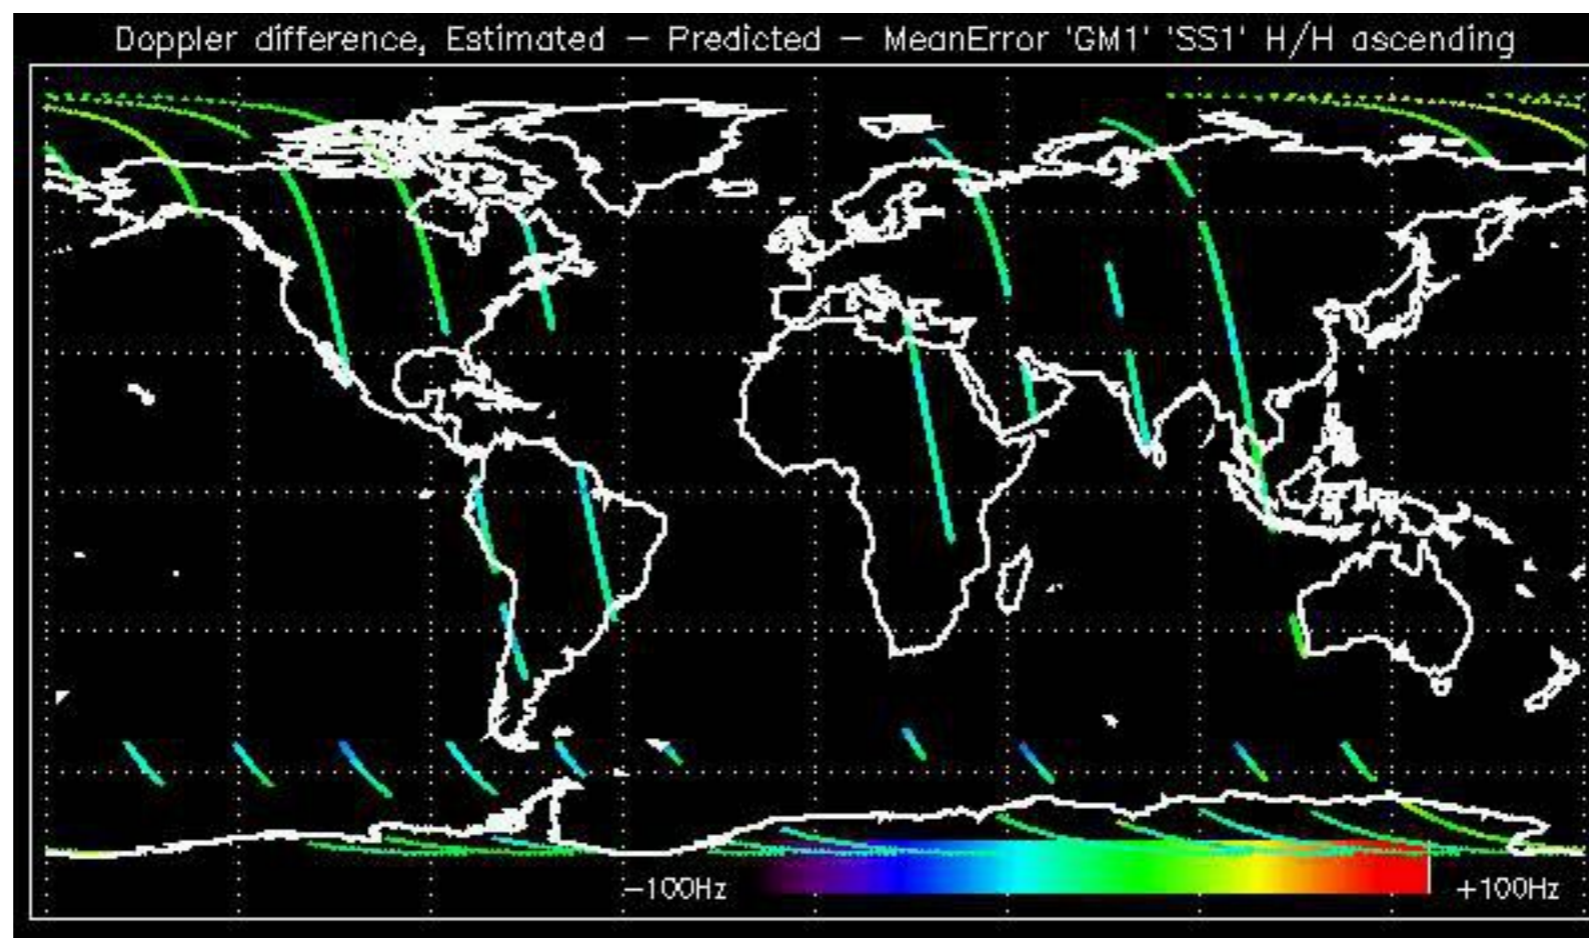 Doppler difference, Estimated – Predicted – MeanError 'GM1' 'SS1' H/H ascending
–100Hz
+100Hz